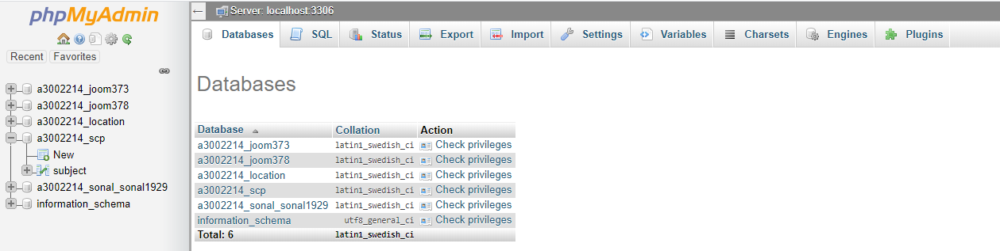 phpMyAdmin
Recent Favorites
a3002214_joom373
a3002214_joom378
a3002214_location
a3002214_scp
New
subject
a3002214_sonal_sonal1929
information_schema
Server: localhost:3306
Databases SQL Status Export Import Settings Variables Charsets Engines Plugins
Databases
Database Collation Action
a3002214_joom373 latin1_swedish_ci Check privileges
a3002214_joom378 latin1_swedish_ci Check privileges
a3002214_location latin1_swedish_ci Check privileges
a3002214_scp latin1_swedish_ci Check privileges
a3002214_sonal_sonal1929 latin1_swedish_ci Check privileges
information_schema utf8_general_ci Check privileges
Total: 6 latin1_swedish_ci